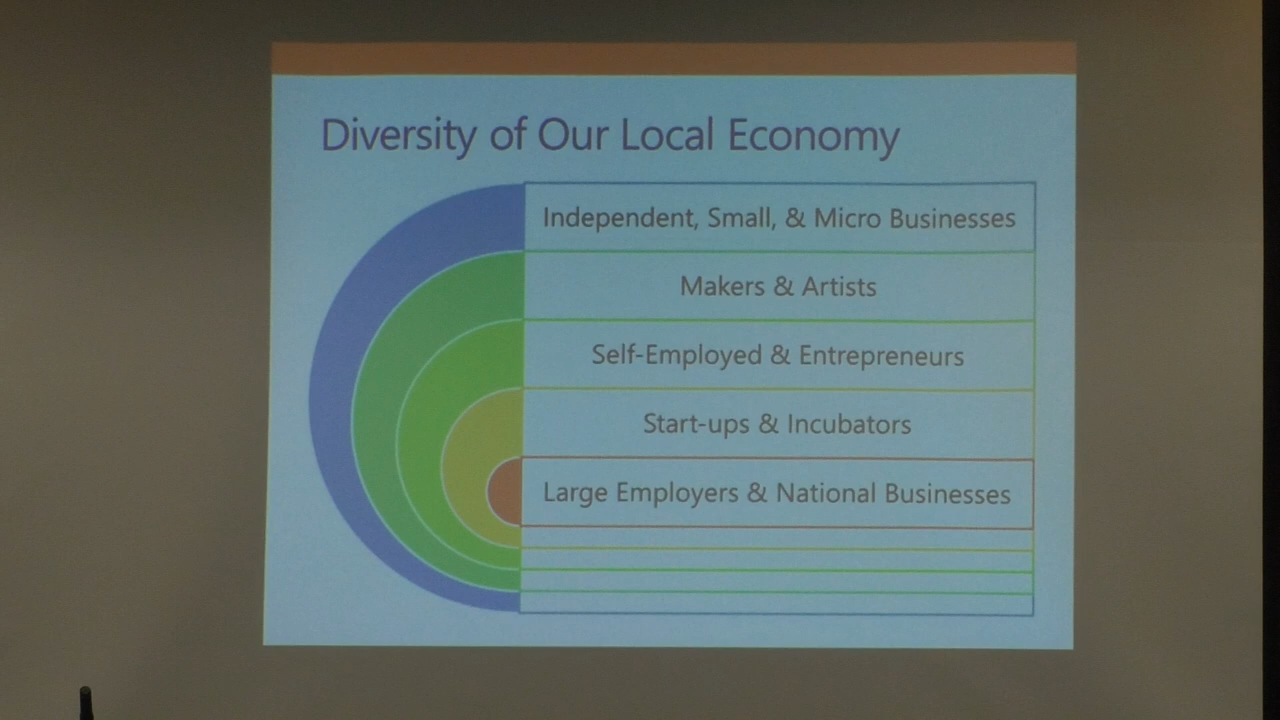 Diversity of Our Local Economy
Independent, Small, & Micro Businesses
Makers & Artists
Self-Employed & Entrepreneurs
Start-ups & Incubators
Large Employers & National Businesses